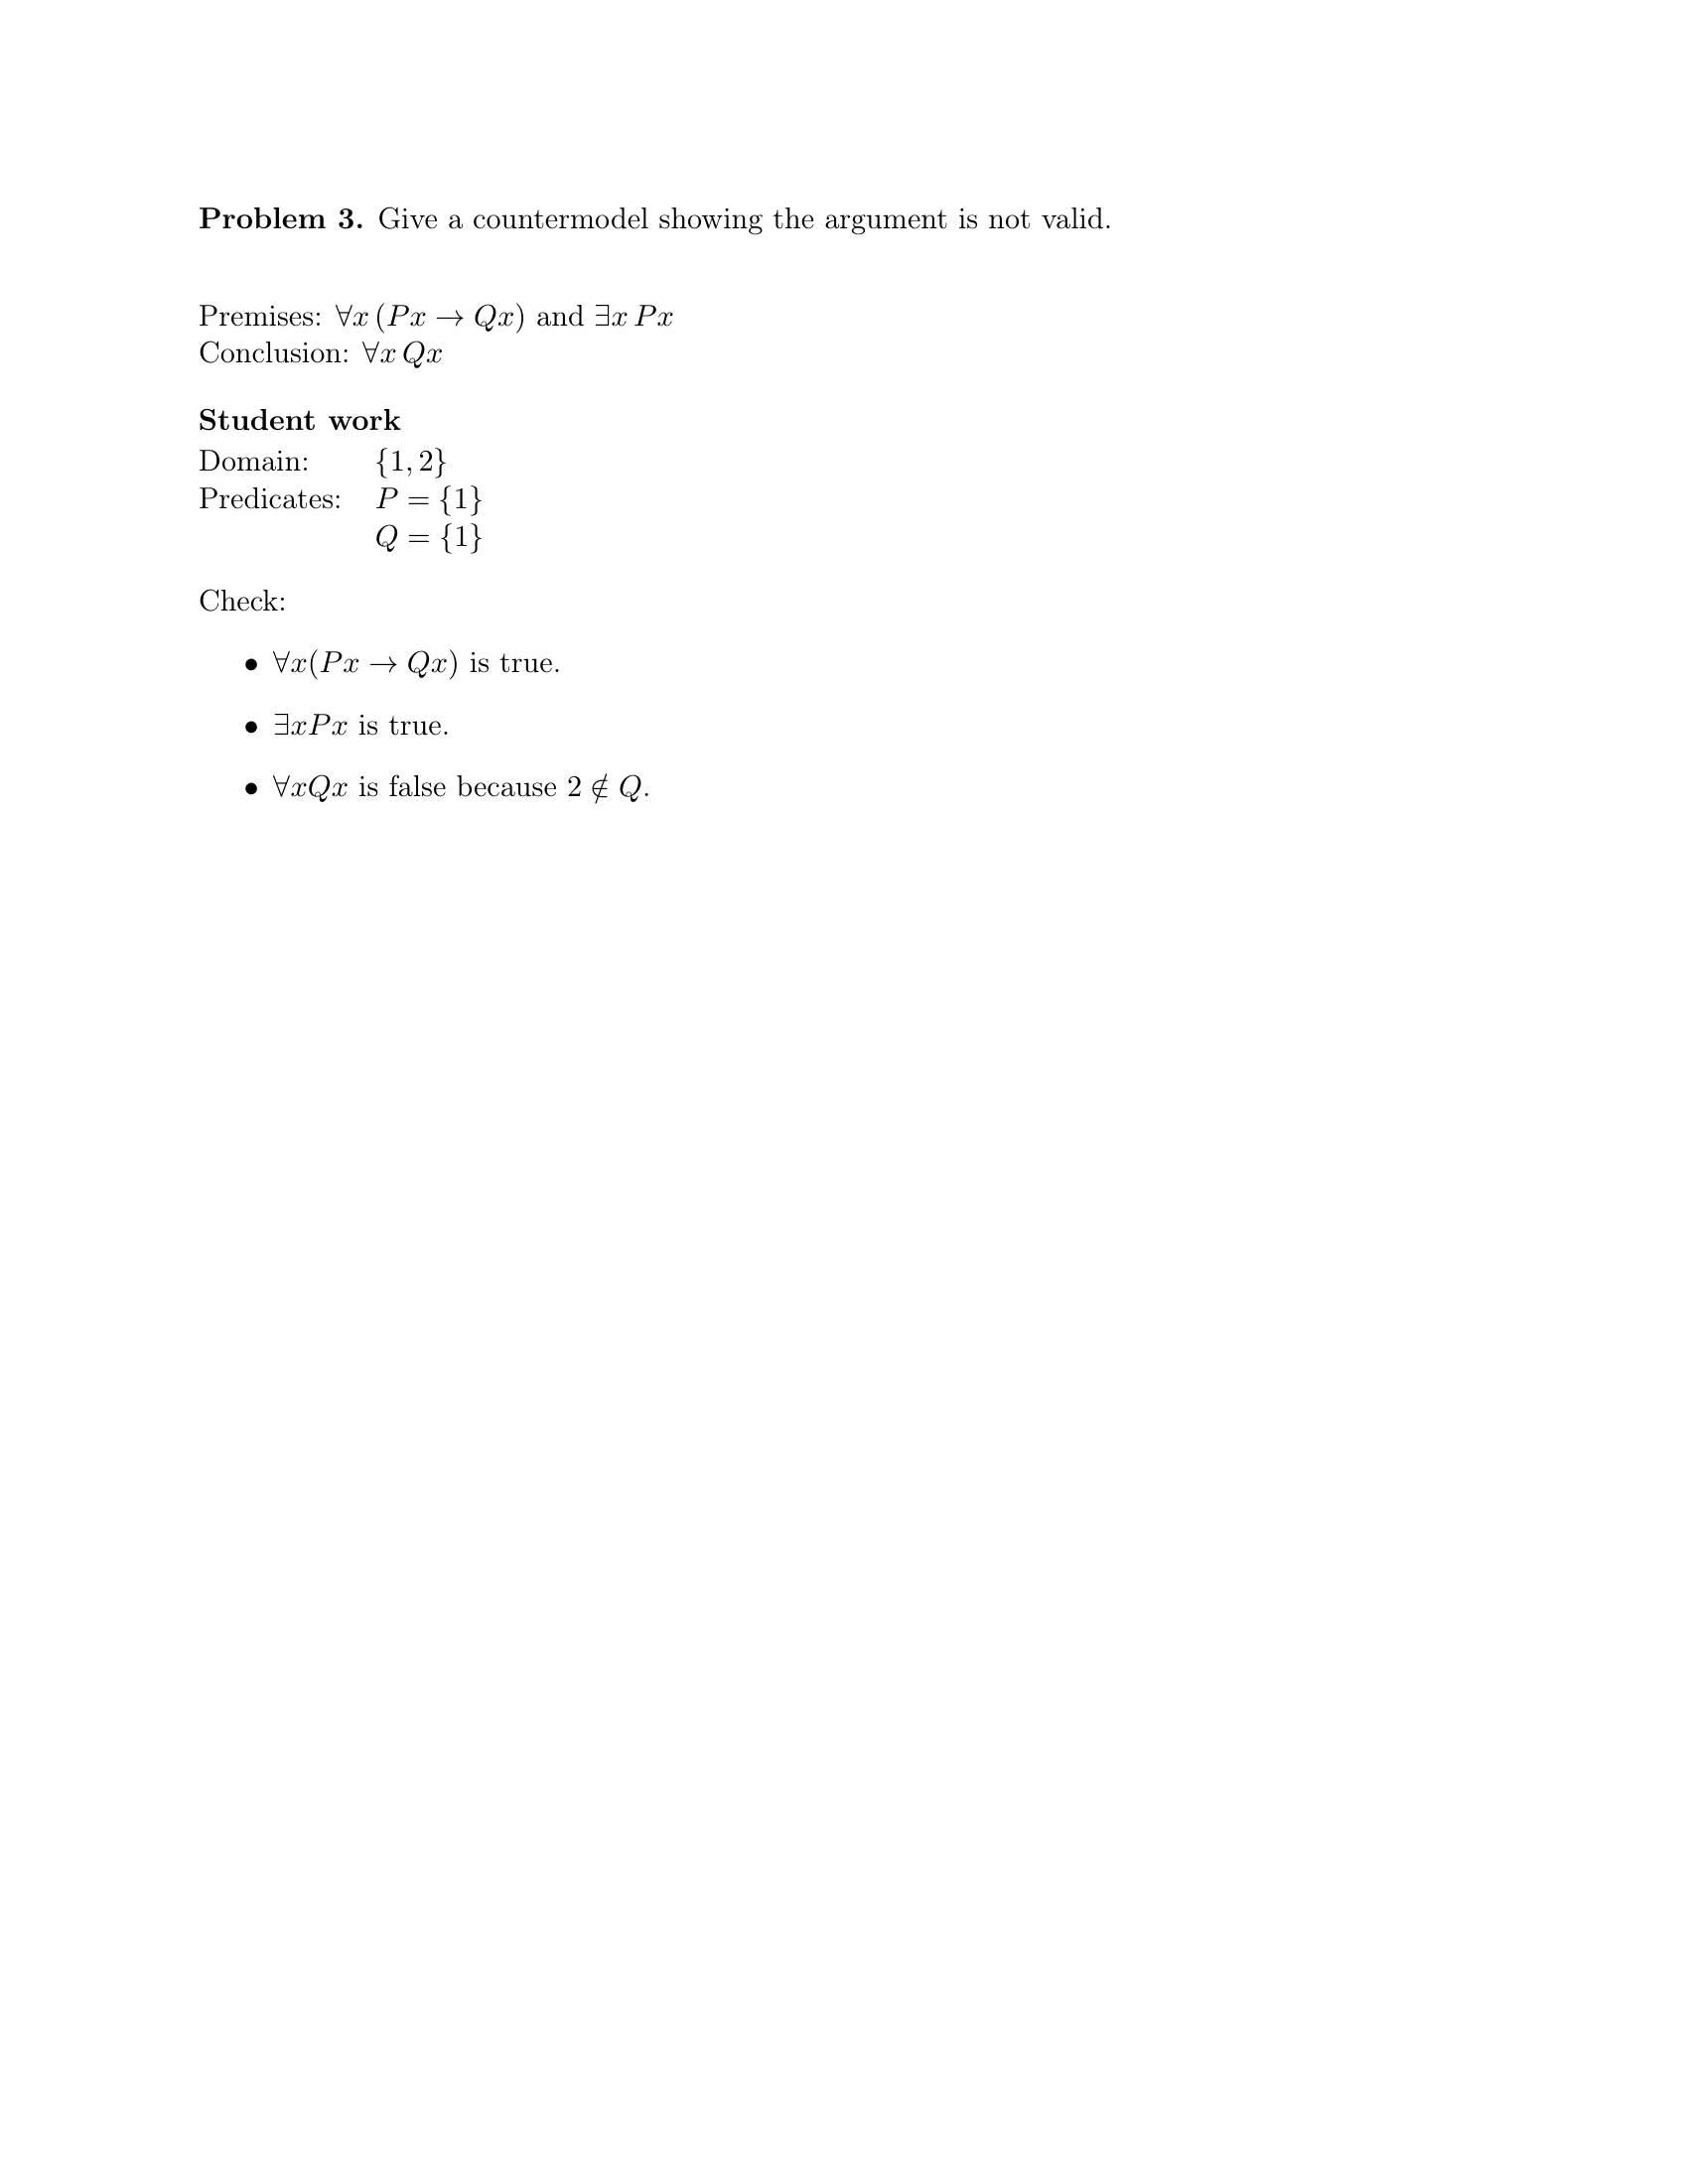 Problem 3. Give a countermodel showing the argument is not valid.
Premises: ∀x (Px → Qx) and ∃x Px
Conclusion: ∀x Qx
Student work
Domain: {1, 2}
Predicates: P = {1}
Q = {1}
Check:
• ∀x(Px → Qx) is true.
• ∃xPx is true.
• ∀xQx is false because 2 ∉ Q.